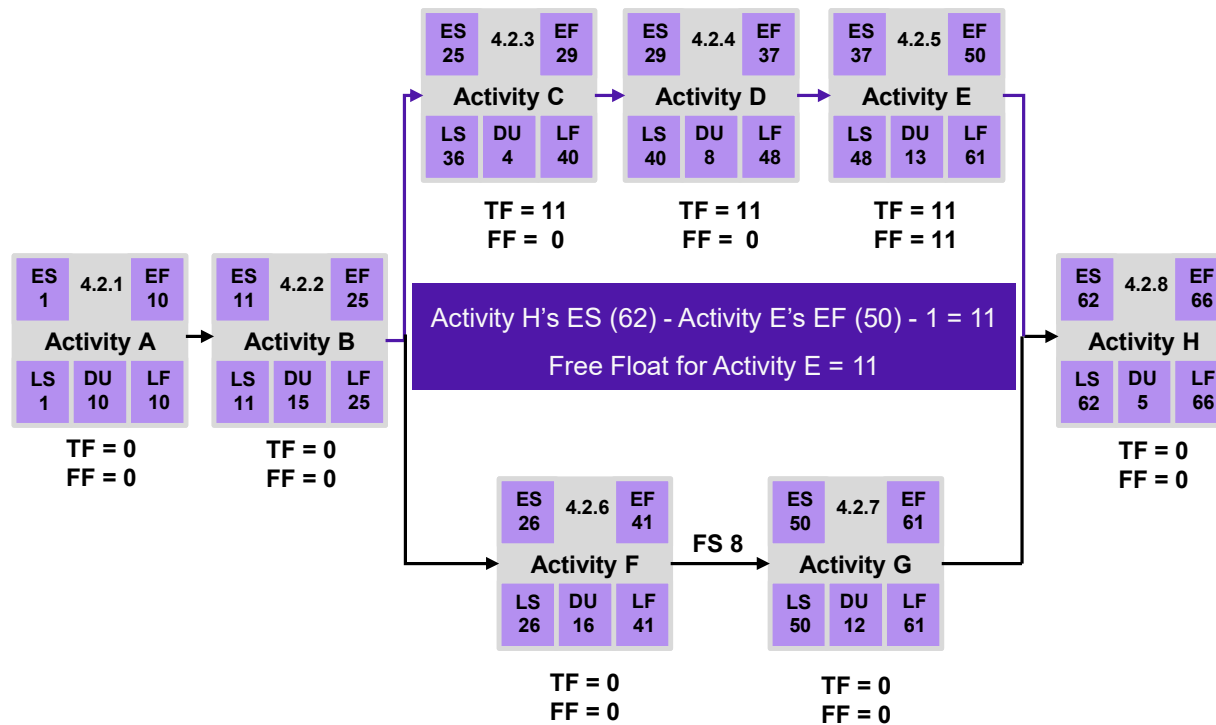 ES 4.2.3 EF
25 29
Activity C
LS DU LF
36 4 40
TF = 11
FF = 0
ES 4.2.4 EF
29 37
Activity D
LS DU LF
40 8 48
TF = 11
FF = 0
ES 4.2.5 EF
37 50
Activity E
LS DU LF
48 13 61
TF = 11
FF = 11
ES 4.2.1 EF
1 10
Activity A
LS DU LF
1 10 10
TF = 0
FF = 0
ES 4.2.2 EF
11 25
Activity B
LS DU LF
11 15 25
TF = 0
FF = 0
Activity H's ES (62) - Activity E's EF (50) - 1 = 11
Free Float for Activity E = 11
ES 4.2.8 EF
62 66
Activity H
LS DU LF
62 5 66
TF = 0
FF = 0
ES 4.2.6 EF
26 41
Activity F
LS DU LF
26 16 41
TF = 0
FF = 0
FS 8
ES 4.2.7 EF
50 61
Activity G
LS DU LF
50 12 61
TF = 0
FF = 0